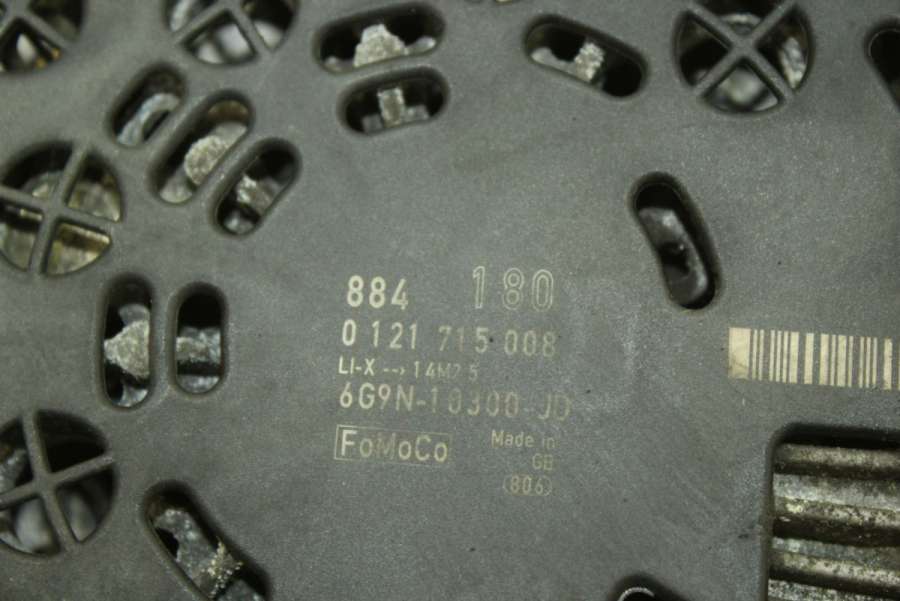 884 180
0 121 715 008
LI-X --> 14M2.5
6G9N-10300-JD
FoMoCo
Made in
GB
(806)